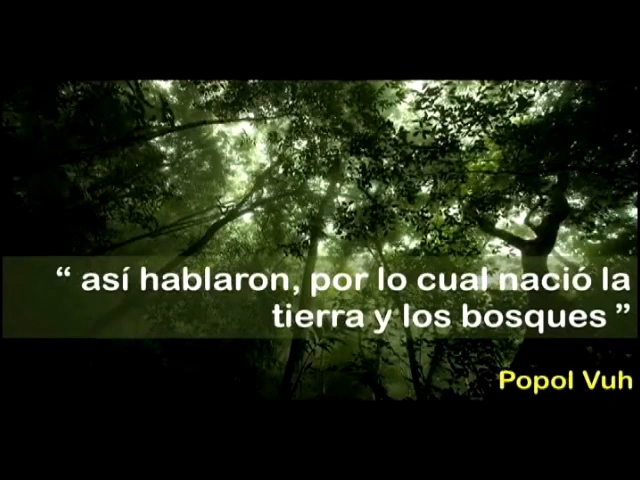 “ así hablaron, por lo cual nació la
tierra y los bosques ”
Popol Vuh